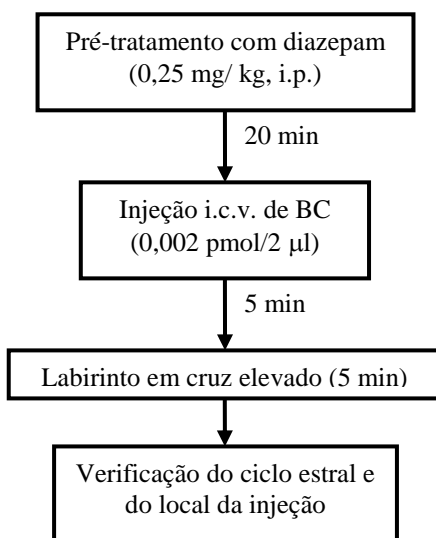 Pré-tratamento com diazepam
(0,25 mg/ kg, i.p.)
20 min
Injeção i.c.v. de BC
(0,002 pmol/2 μl)
5 min
Labirinto em cruz elevado (5 min)
Verificação do ciclo estral e
do local da injeção